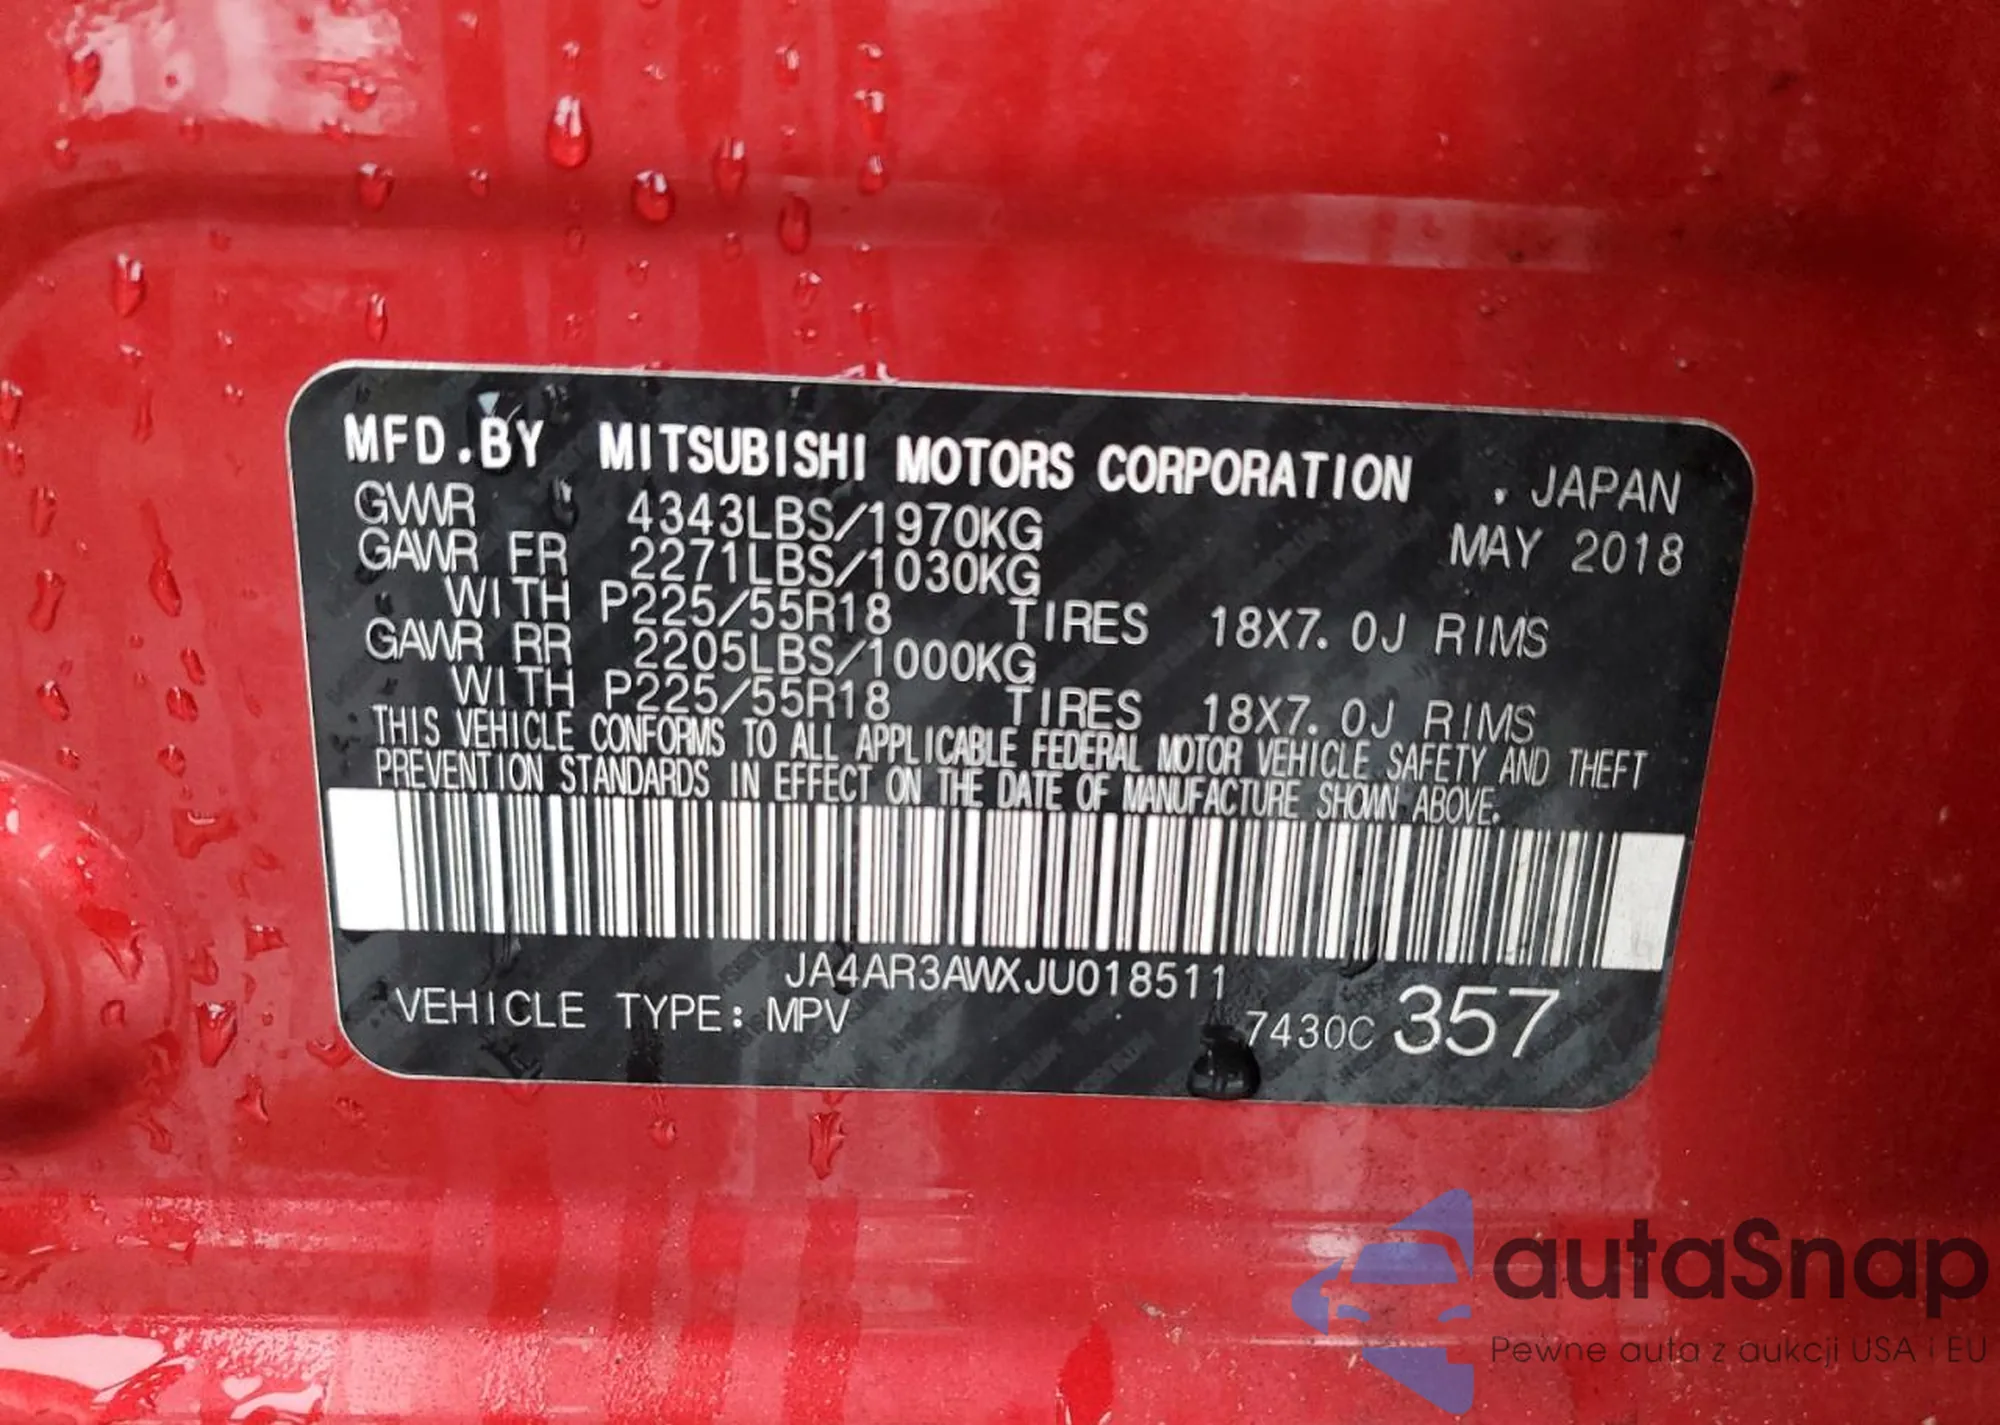 MFD.BY MITSUBISHI MOTORS CORPORATION . JAPAN
GVWR 4343LBS/1970KG MAY 2018
GAWR FR 2271LBS/1030KG
WITH P225/55R18 TIRES 18X7.0J RIMS
GAWR RR 2205LBS/1000KG
WITH P225/55R18 TIRES 18X7.0J RIMS
THIS VEHICLE CONFORMS TO ALL APPLICABLE FEDERAL MOTOR VEHICLE SAFETY AND THEFT
PREVENTION STANDARDS IN EFFECT ON THE DATE OF MANUFACTURE SHOWN ABOVE.
JA4AR3AWXJU018511
VEHICLE TYPE: MPV 7430C 357
autaSnap
Pewne auta z aukcji USA i EU